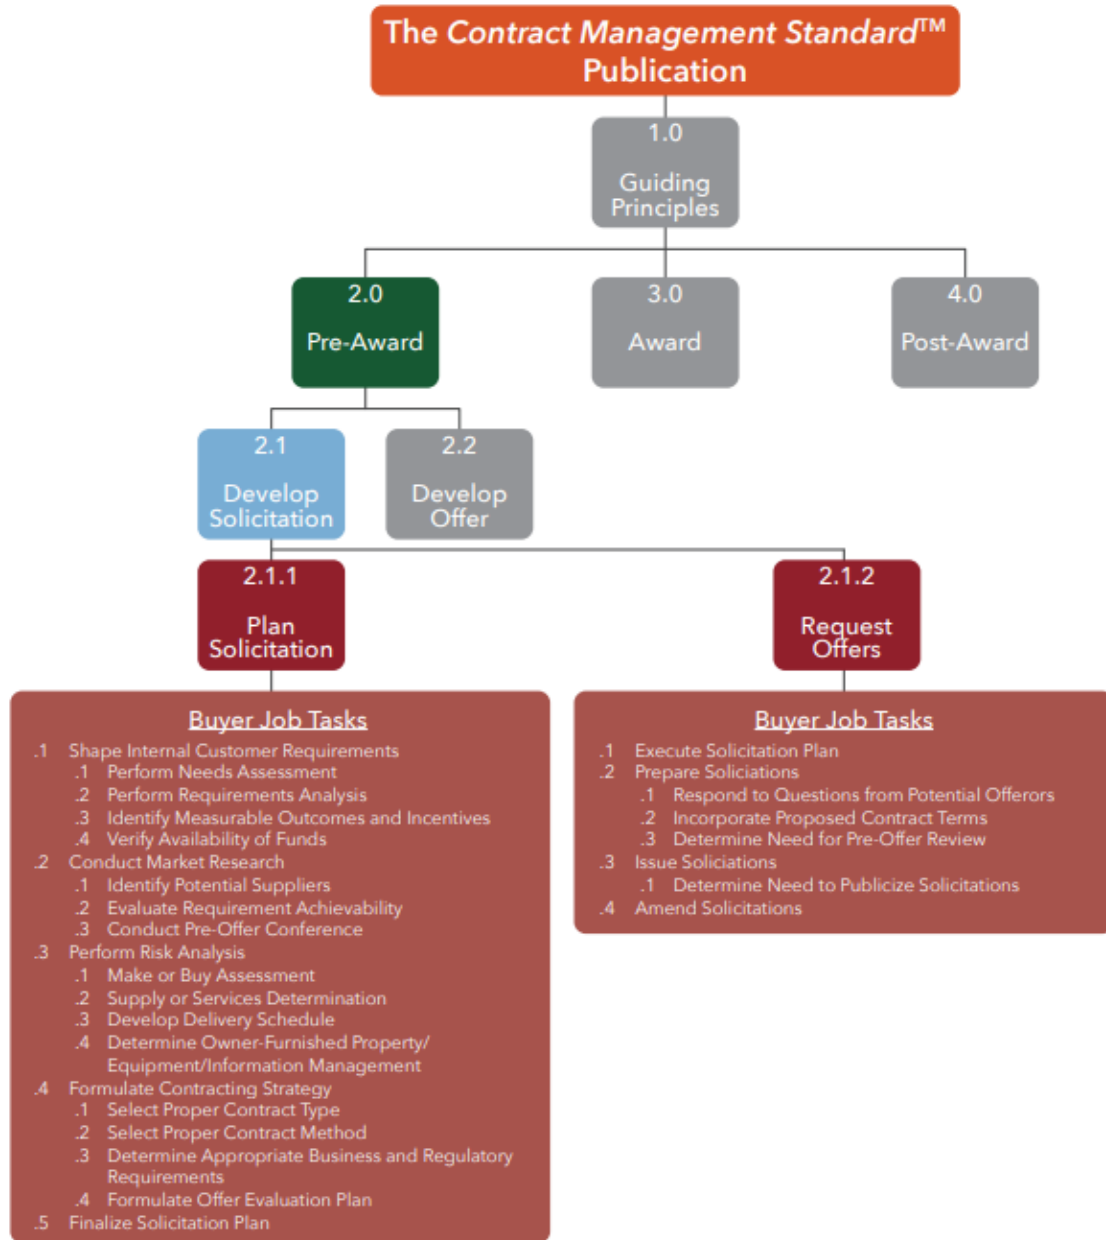 The Contract Management Standard™
Publication
1.0
Guiding
Principles
2.0
Pre-Award
3.0
Award
4.0
Post-Award
2.1
Develop
Solicitation
2.2
Develop
Offer
2.1.1
Plan
Solicitation
2.1.2
Request
Offers
Buyer Job Tasks
.1 Shape Internal Customer Requirements
.1 Perform Needs Assessment
.2 Perform Requirements Analysis
.3 Identify Measurable Outcomes and Incentives
.4 Verify Availability of Funds
.2 Conduct Market Research
.1 Identify Potential Suppliers
.2 Evaluate Requirement Achievability
.3 Conduct Pre-Offer Conference
.3 Perform Risk Analysis
.1 Make or Buy Assessment
.2 Supply or Services Determination
.3 Develop Delivery Schedule
.4 Determine Owner-Furnished Property/
Equipment/Information Management
.4 Formulate Contracting Strategy
.1 Select Proper Contract Type
.2 Select Proper Contract Method
.3 Determine Appropriate Business and Regulatory
Requirements
.4 Formulate Offer Evaluation Plan
.5 Finalize Solicitation Plan
Buyer Job Tasks
.1 Execute Solicitation Plan
.2 Prepare Soliciations
.1 Respond to Questions from Potential Offerors
.2 Incorporate Proposed Contract Terms
.3 Determine Need for Pre-Offer Review
.3 Issue Soliciations
.1 Determine Need to Publicize Solicitations
.4 Amend Solicitations